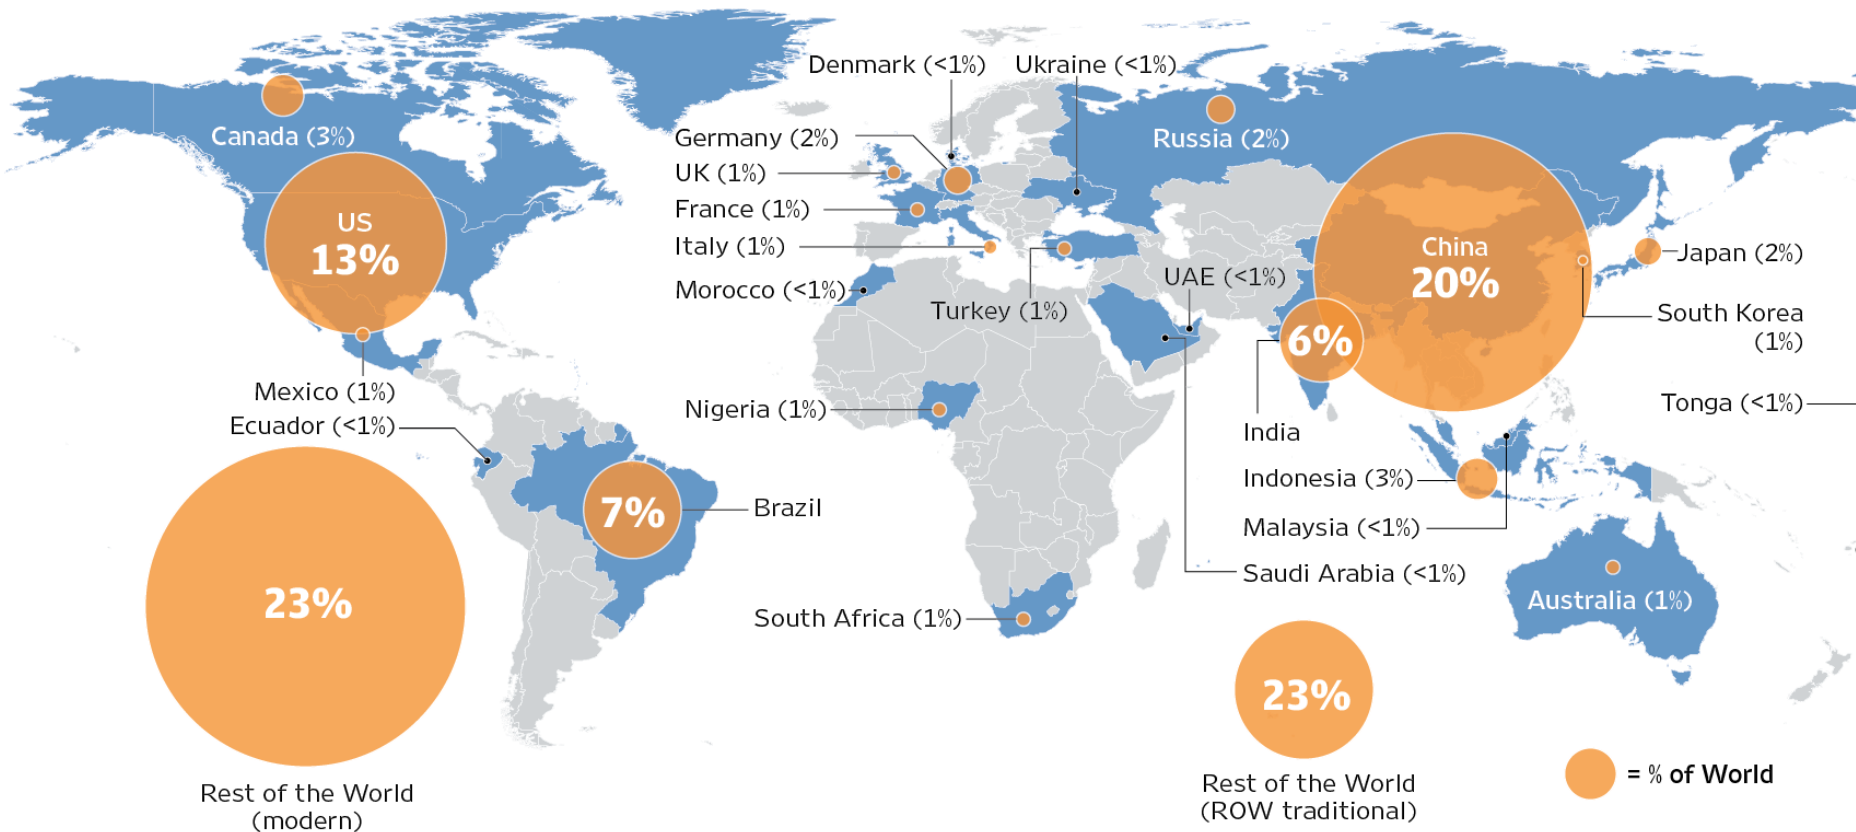 Denmark (<1%)
Ukraine (<1%)
Canada (3%)
Germany (2%)
Russia (2%)
UK (1%)
France (1%)
US
13%
Italy (1%)
China
20%
Japan (2%)
Morocco (<1%)
UAE (<1%)
Turkey (1%)
South Korea
(1%)
6%
Mexico (1%)
Ecuador (<1%)
Nigeria (1%)
Tonga (<1%)
India
Indonesia (3%)
7%
Brazil
Malaysia (<1%)
Saudi Arabia (<1%)
23%
Australia (1%)
South Africa (1%)
23%
Rest of the World
(modern)
Rest of the World
(ROW traditional)
= % of World